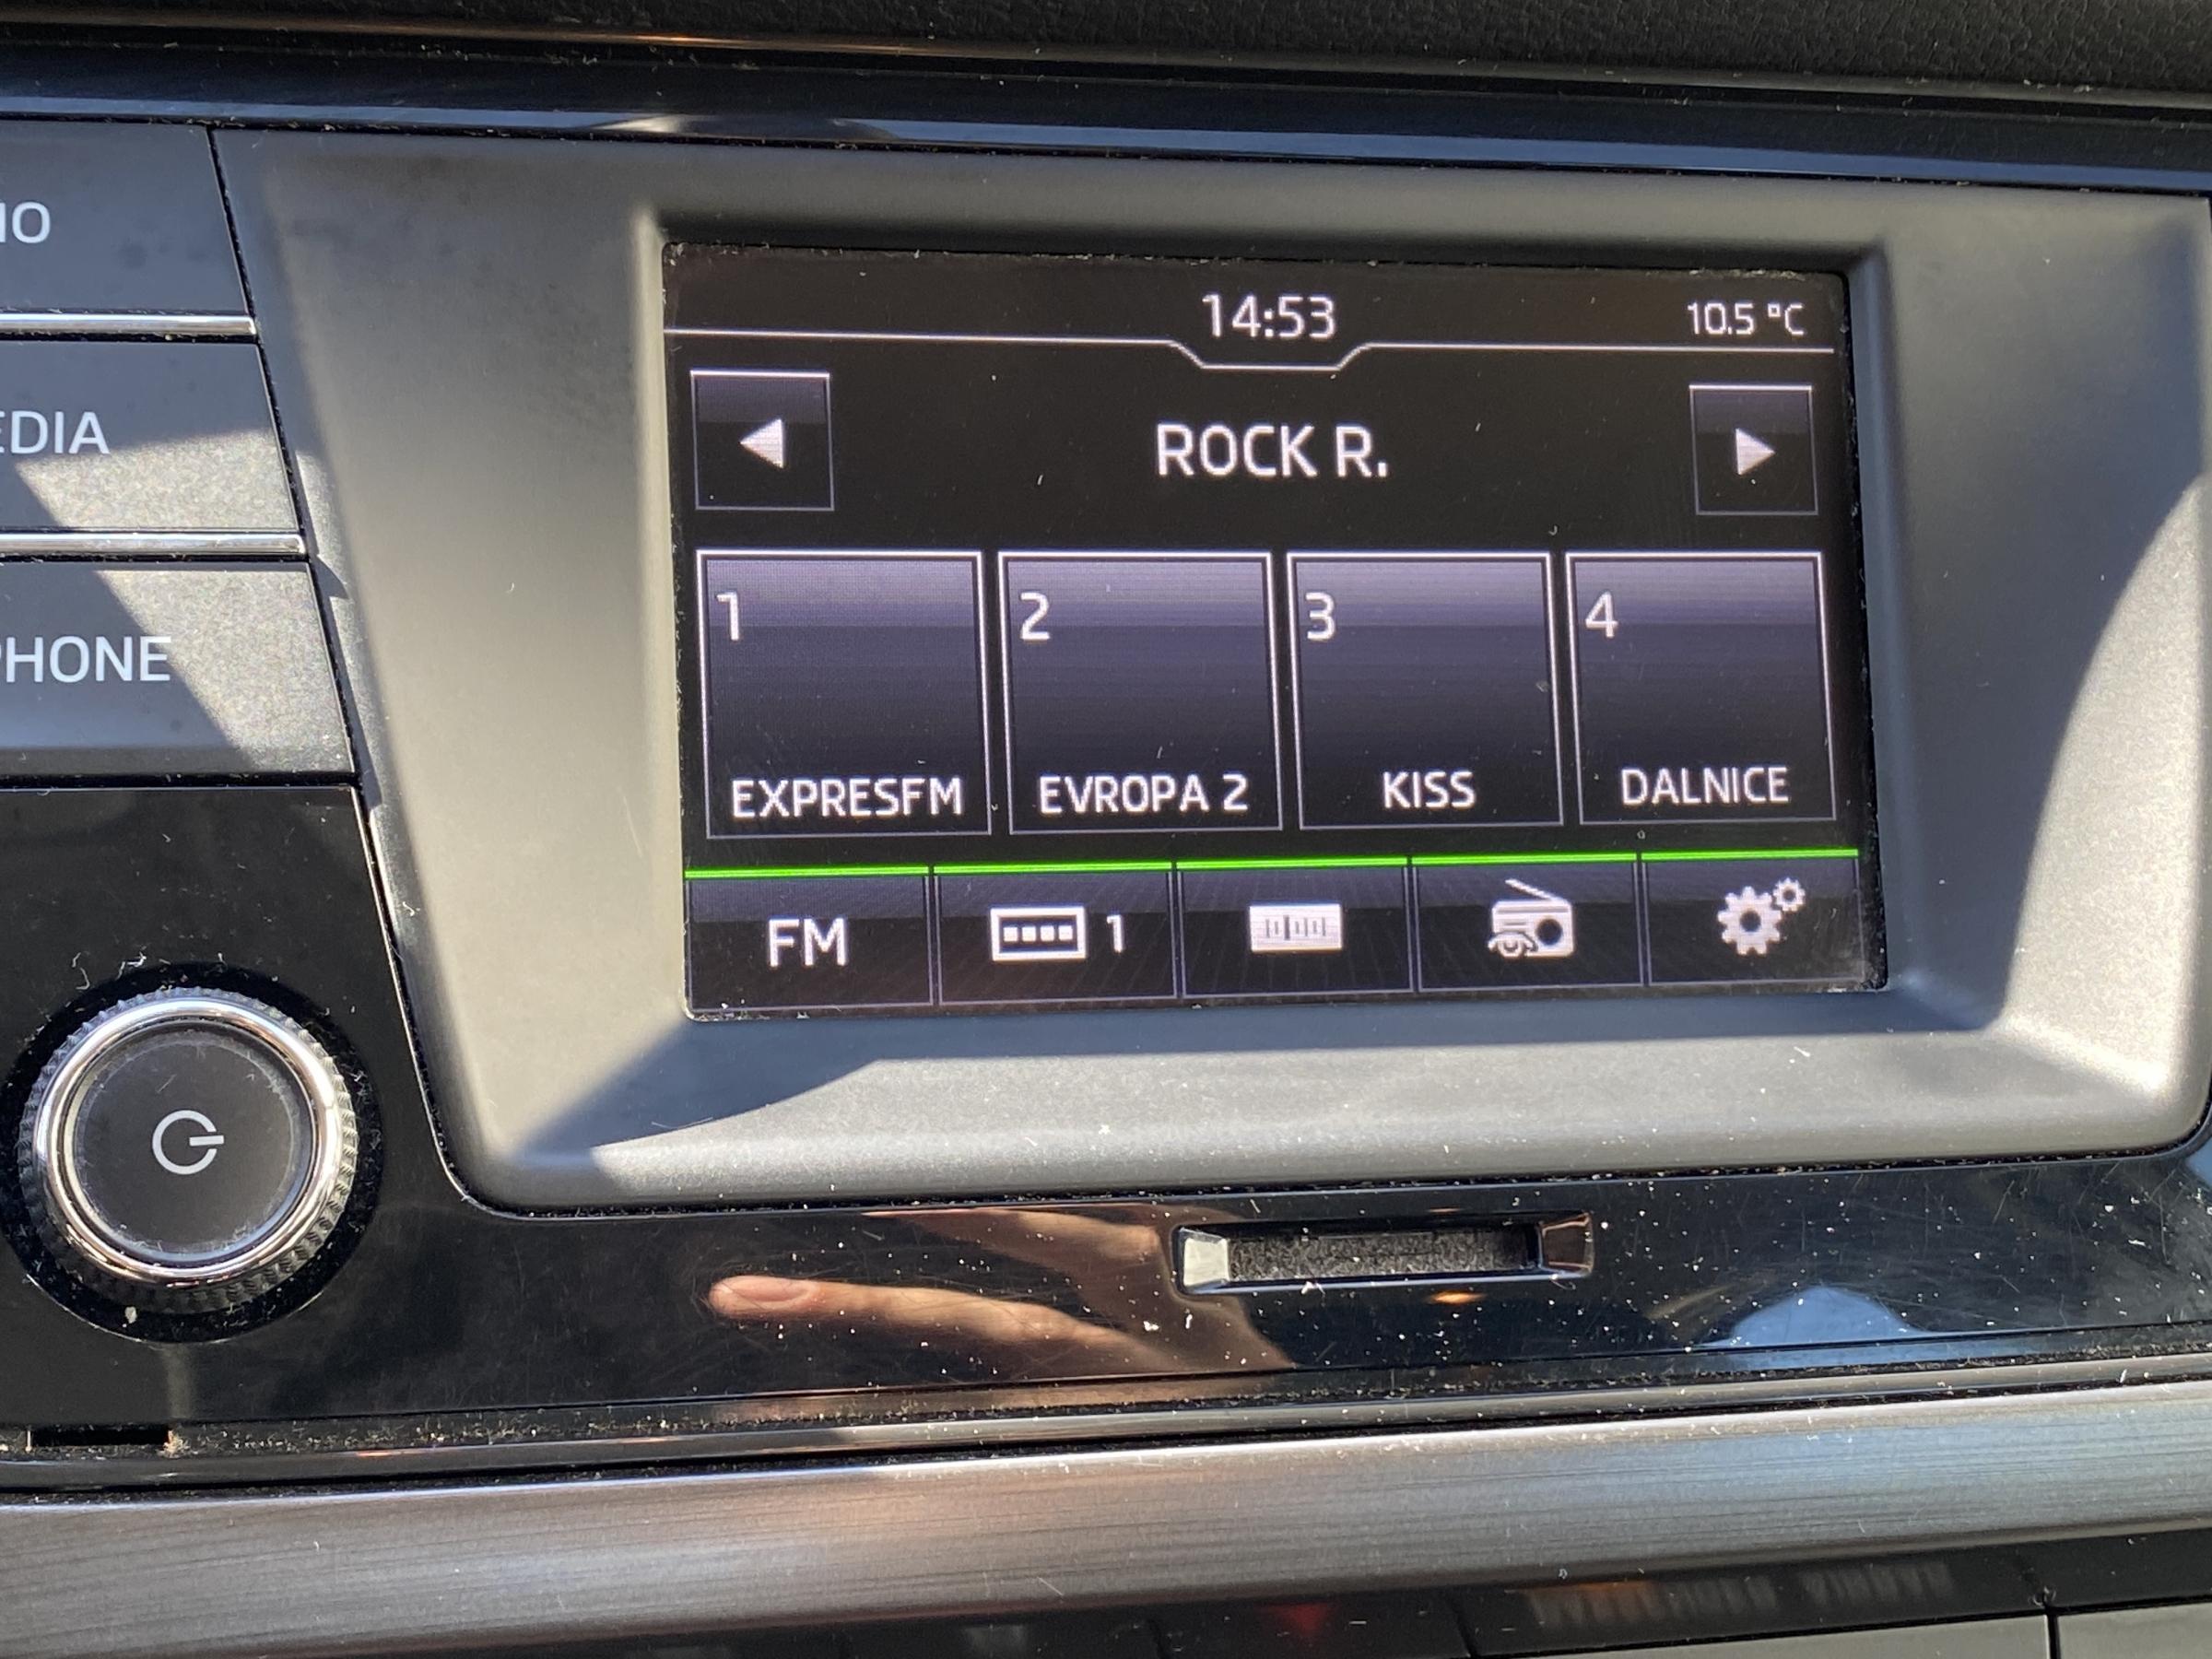 14:53
10.5 °C
ROCK R.
1
2
3
4
EXPRESFM
EVROPA 2
KISS
DALNICE
FM
1
IO
EDIA
PHONE